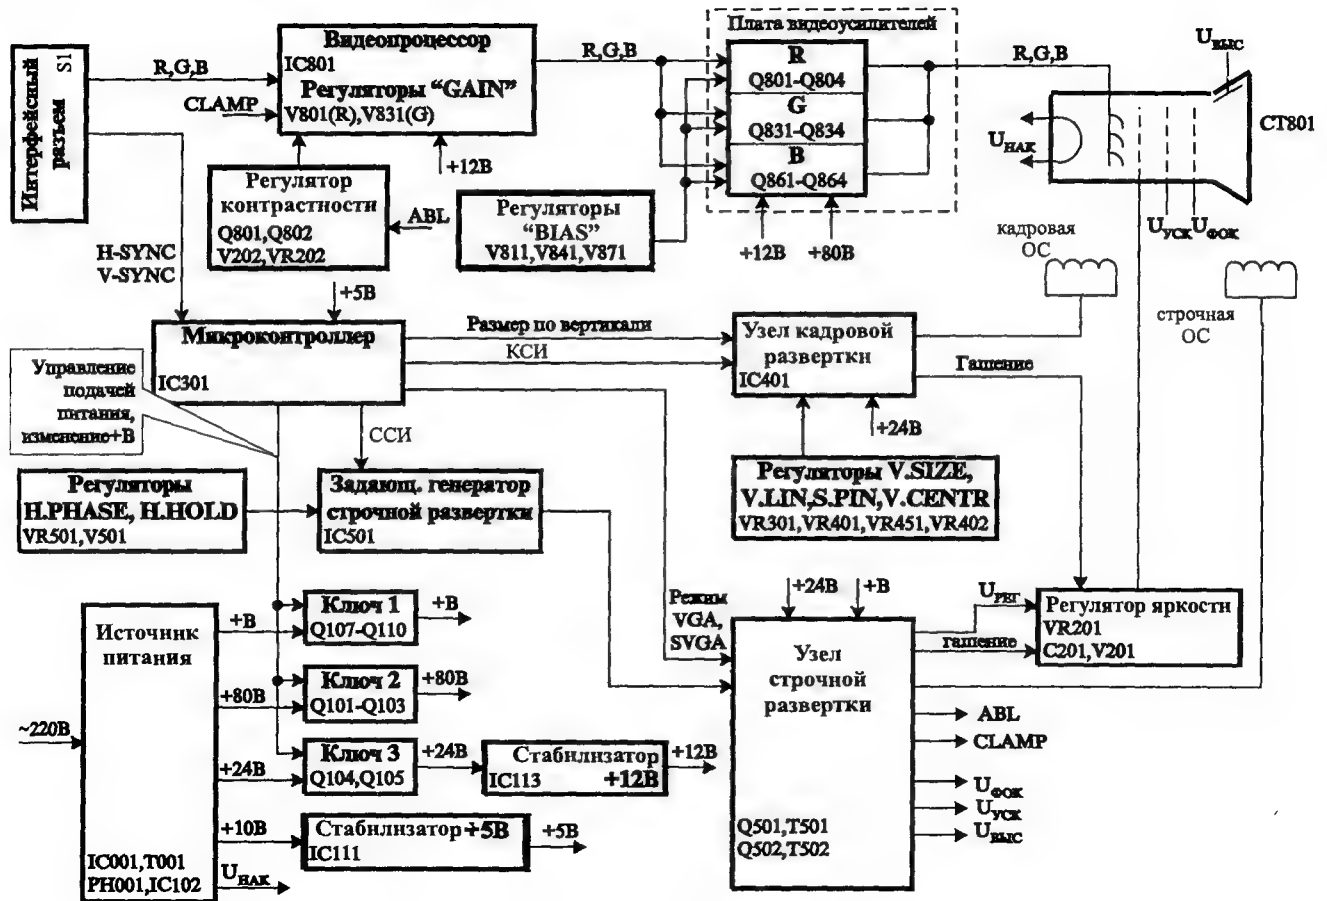 Интерфейсный
разъем
S1
R,G,B
CLAMP
H-SYNC
V-SYNC
Видеопроцессор
IC801
Регуляторы “GAIN”
V801(R),V831(G)
+12В
Регулятор
контрастности
Q801,Q802
V202,VR202
ABL
+5В
R,G,B
Регуляторы
“BIAS”
V811,V841,V871
Плата видеоусилителей
R
Q801-Q804
G
Q831-Q834
B
Q861-Q864
+12В
+80В
R,G,B
UВЫС
CT801
UНАК
UУСК
UФОК
кадровая
ОС
строчная
ОС
Микроконтроллер
IC301
Размер по вертикали
КСИ
Узел кадровой
развертки
IC401
Гашение
+24В
Управление
подачей
питания,
изменение+В
ССИ
Регуляторы
H.PHASE, H.HOLD
VR501,V501
Задающ. генератор
строчной развертки
IC501
Регуляторы V.SIZE,
V.LIN,S.PIN,V.CENTR
VR301,VR401,VR451,VR402
~220В
Источник
питания
IC001,T001
PH001,IC102
+В
Ключ 1
Q107-Q110
+В
+80В
Ключ 2
Q101-Q103
+80В
+24В
Ключ 3
Q104,Q105
+24В
Стабилизатор
IC113 +12В
+12В
+10В
Стабилизатор +5В
IC111
+5В
UНАК
Режим
VGA,
SVGA
+24В
+В
Узел
строчной
развертки
Q501,T501
Q502,T502
UРЕГ
гашение
Регулятор яркости
VR201
C201,V201
ABL
CLAMP
UФОК
UУСК
UВЫС